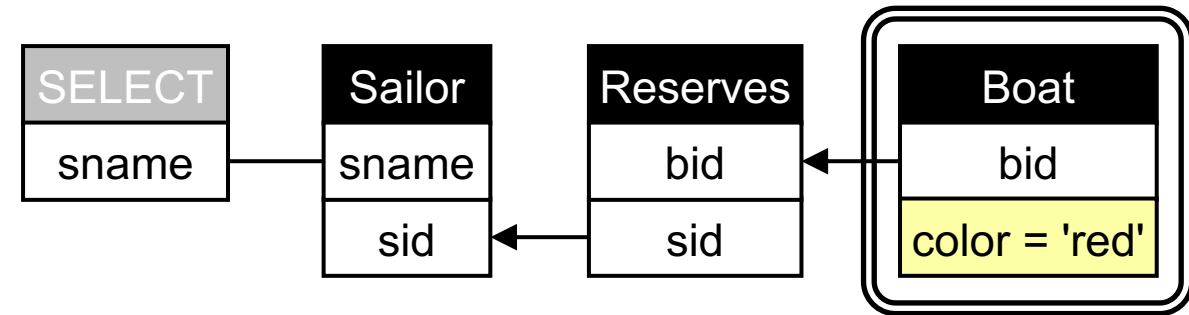 SELECT
sname
Sailor
sname
sid
Reserves
bid
sid
Boat
bid
color = 'red'